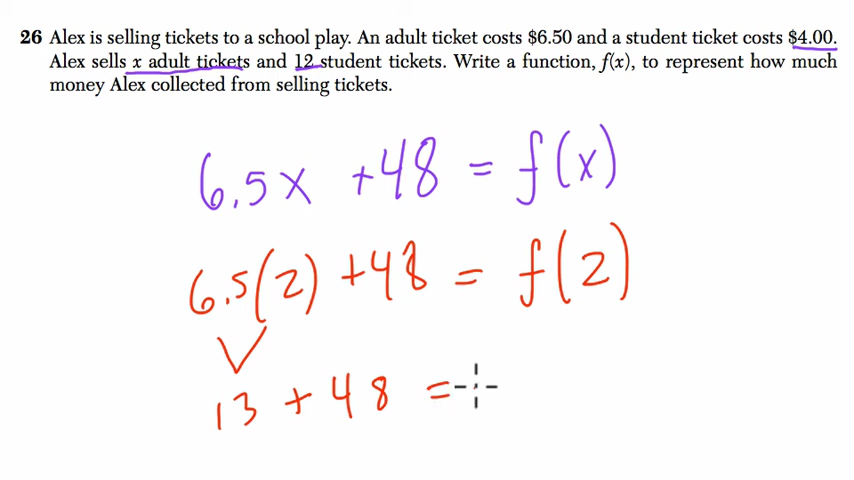 26 Alex is selling tickets to a school play. An adult ticket costs $6.50 and a student ticket costs $4.00.
Alex sells x adult tickets and 12 student tickets. Write a function, f(x), to represent how much
money Alex collected from selling tickets.
6.5x +48 = f(x)
6.5(2) +48 = f(2)
13 + 48 =